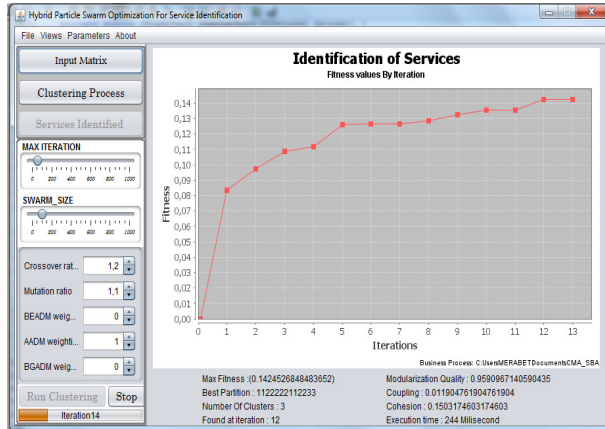 Hybrid Particle Swarm Optimization For Service Identification
File Views Parameters About
Input Matrix
Clustering Process
Services Identified
MAX ITERATION
0 200 400 600 800 1000
SWARM_SIZE
0 200 400 600 800 1000
Crossover rat... 1,2
Mutation ratio 1,1
BEADM weig... 0
AADM weighti... 1
BGADM weig... 0
Run Clustering Stop
Iteration14
Identification of Services
Fitness values By Iteration
Fitness
0,14
0,13
0,12
0,11
0,10
0,09
0,08
0,07
0,06
0,05
0,04
0,03
0,02
0,01
0,00
0 1 2 3 4 5 6 7 8 9 10 11 12 13
Iterations
Business Process: C:UsersMERABETDocumentsCMA_SBA
Max Fitness :(0.1424526848483652)
Best Partition : 1122222112233
Number Of Clusters : 3
Found at iteration : 12
Modularization Quality : 0.9590967140590435
Coupling : 0.011904761904761904
Cohesion : 0.1503174603174603
Execution time : 244 Milisecond